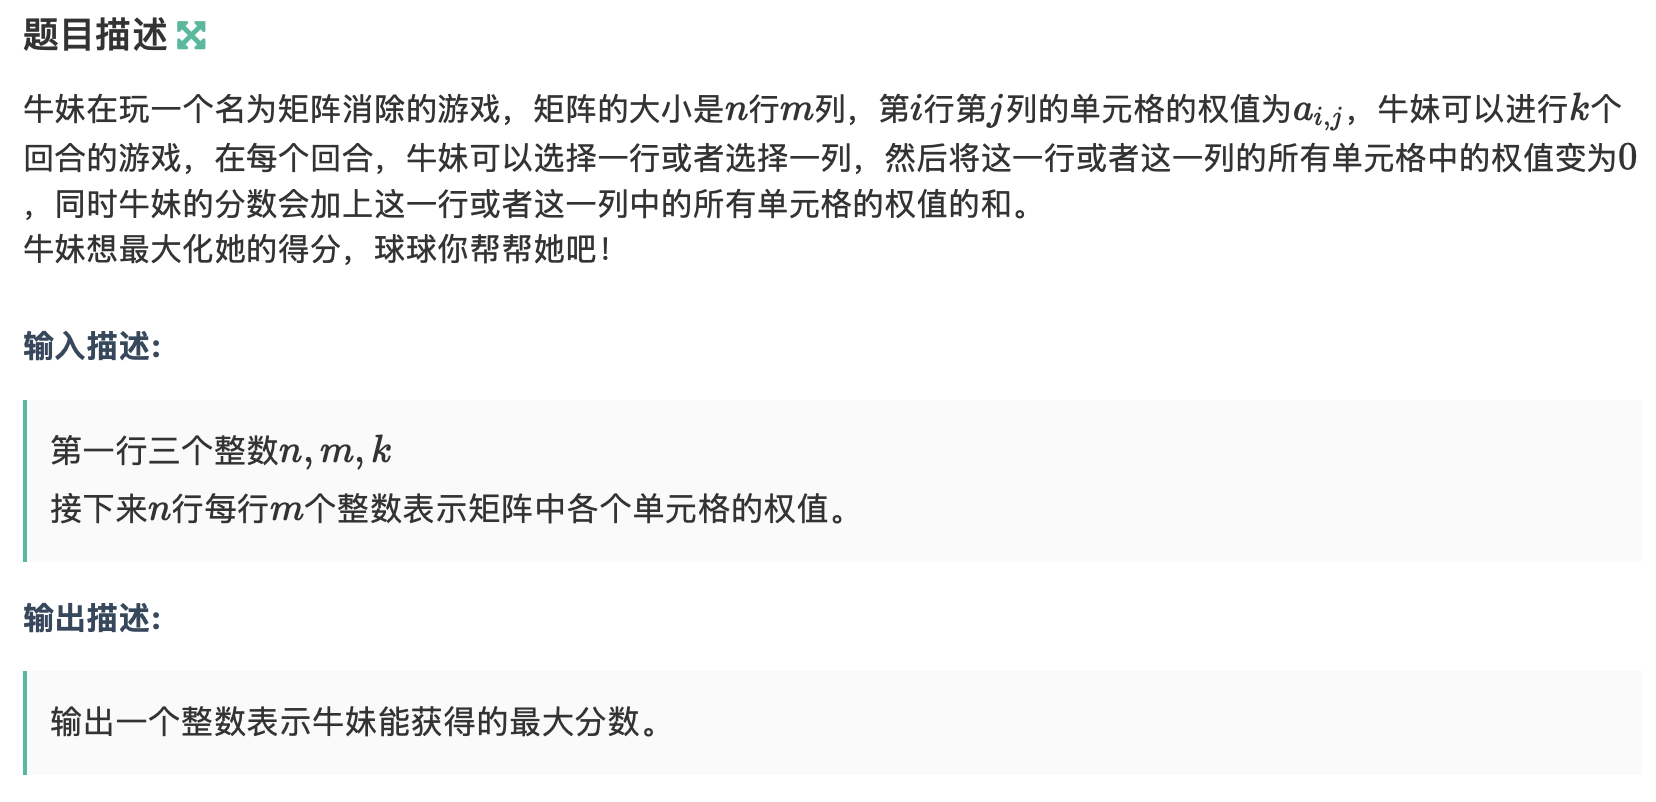 题目描述
牛妹在玩一个名为矩阵消除的游戏，矩阵的大小是n行m列，第i行第j列的单元格的权值为a_{i,j}，牛妹可以进行k个
回合的游戏，在每个回合，牛妹可以选择一行或者选择一列，然后将这一行或者这一列的所有单元格中的权值变为0
，同时牛妹的分数会加上这一行或者这一列中的所有单元格的权值的和。
牛妹想最大化她的得分，球球你帮帮她吧！
输入描述:
第一行三个整数n,m,k
接下来n行每行m个整数表示矩阵中各个单元格的权值。
输出描述:
输出一个整数表示牛妹能获得的最大分数。